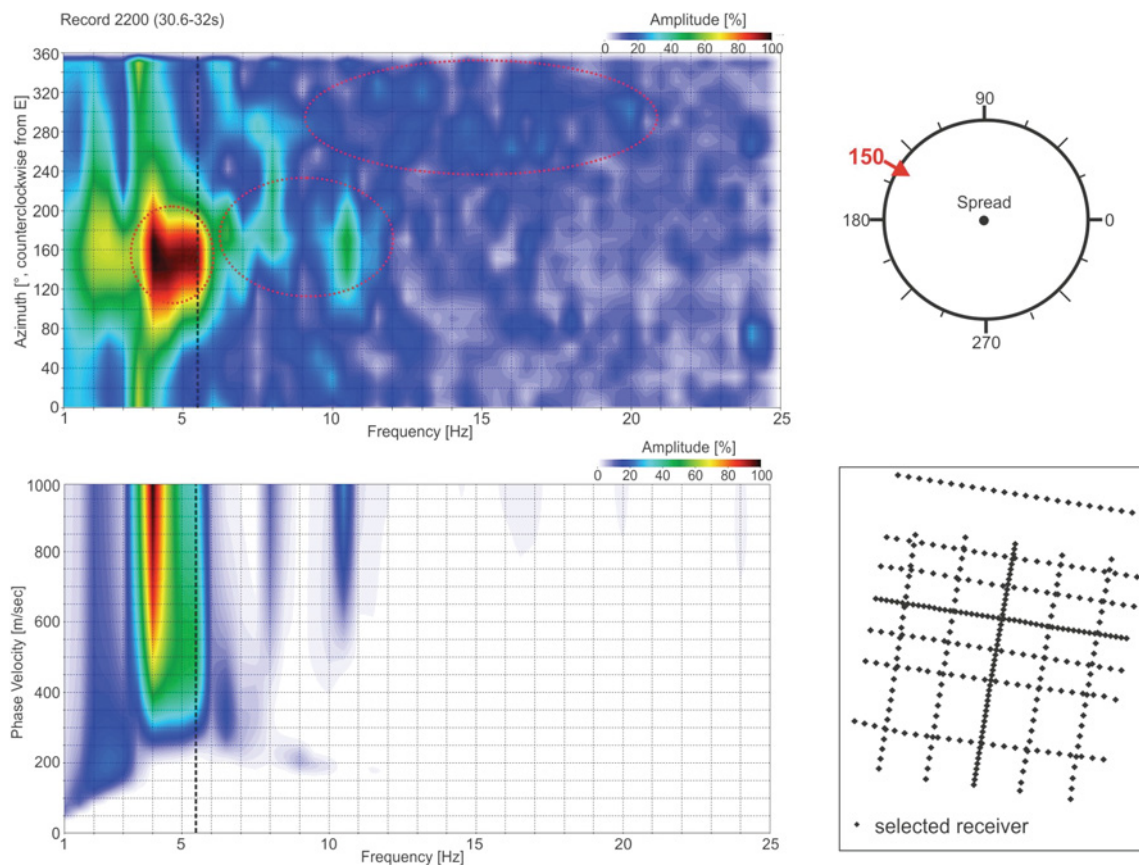 Record 2200 (30.6-32s)
Amplitude [%]
0 20 40 60 80 100
360
320
280
240
200
160
120
80
40
0
Azimuth [°, counterclockwise from E]
1 5 10 15 20 25
Frequency [Hz]
90
150
180
Spread
0
270
Amplitude [%]
0 20 40 60 80 100
1000
800
600
400
200
0
Phase Velocity [m/sec]
1 5 10 15 20 25
Frequency [Hz]
selected receiver